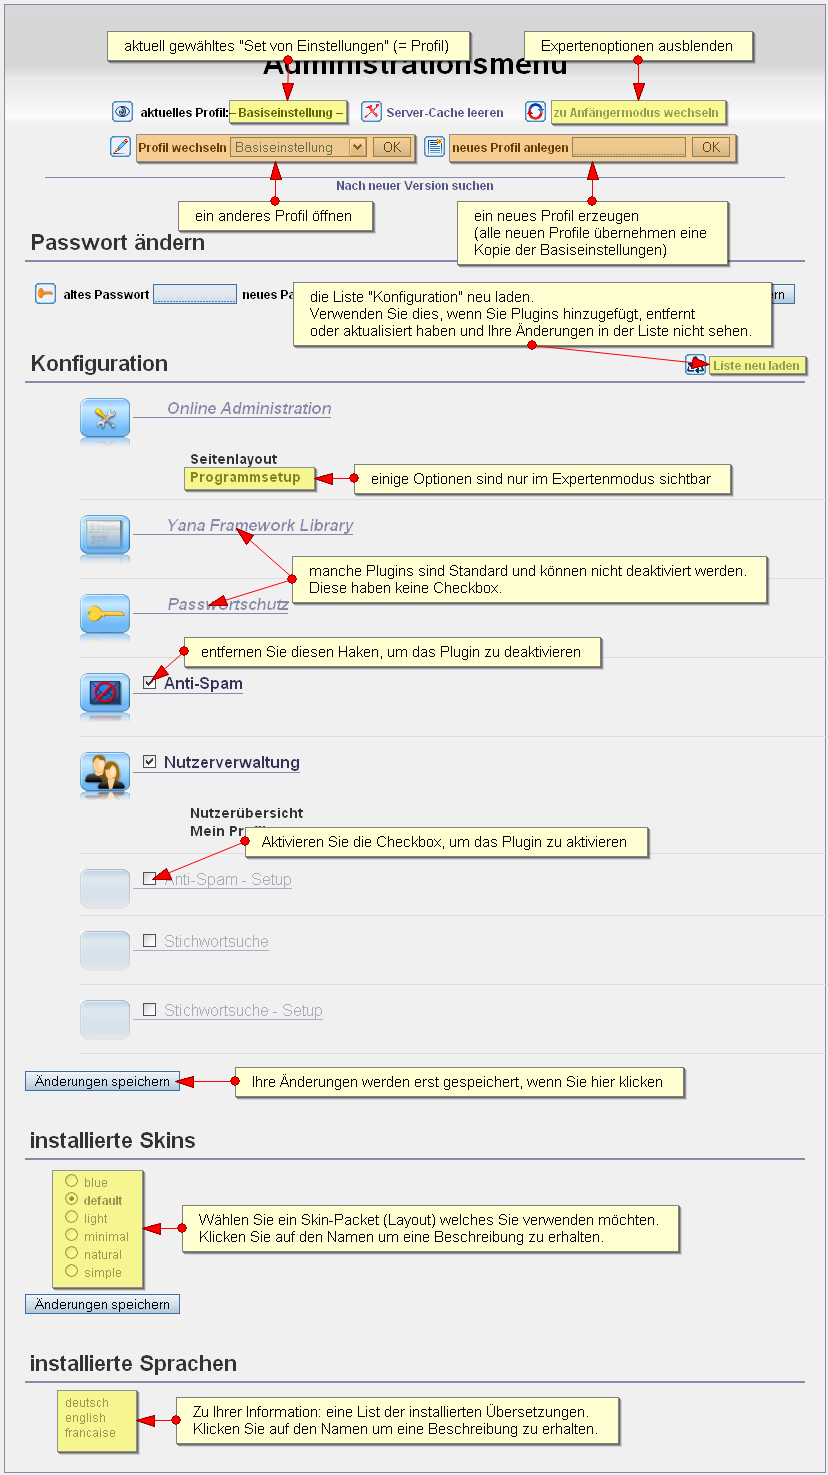 aktuell gewähltes "Set von Einstellungen" (= Profil)
Expertenoptionen ausblenden
Administrationsmenü
aktuelles Profil: – Basiseinstellung –
Server-Cache leeren
zu Anfängermodus wechseln
Profil wechseln Basiseinstellung OK
neues Profil anlegen OK
Nach neuer Version suchen
ein anderes Profil öffnen
ein neues Profil erzeugen
(alle neuen Profile übernehmen eine
Kopie der Basiseinstellungen)
Passwort ändern
altes Passwort
neues
die Liste "Konfiguration" neu laden.
Verwenden Sie dies, wenn Sie Plugins hinzugefügt, entfernt
oder aktualisiert haben und Ihre Änderungen in der Liste nicht sehen.
Konfiguration
Liste neu laden
Online Administration
Seitenlayout
Programmsetup
einige Optionen sind nur im Expertenmodus sichtbar
Yana Framework Library
manche Plugins sind Standard und können nicht deaktiviert werden.
Diese haben keine Checkbox.
Passwortschutz
entfernen Sie diesen Haken, um das Plugin zu deaktivieren
Anti-Spam
Nutzerverwaltung
Nutzerübersicht
Mein
Aktivieren Sie die Checkbox, um das Plugin zu aktivieren
Anti-Spam - Setup
Stichwortsuche
Stichwortsuche - Setup
Änderungen speichern
Ihre Änderungen werden erst gespeichert, wenn Sie hier klicken
installierte Skins
blue
default
light
minimal
natural
simple
Wählen Sie ein Skin-Packet (Layout) welches Sie verwenden möchten.
Klicken Sie auf den Namen um eine Beschreibung zu erhalten.
Änderungen speichern
installierte Sprachen
deutsch
english
francaise
Zu Ihrer Information: eine List der installierten Übersetzungen.
Klicken Sie auf den Namen um eine Beschreibung zu erhalten.